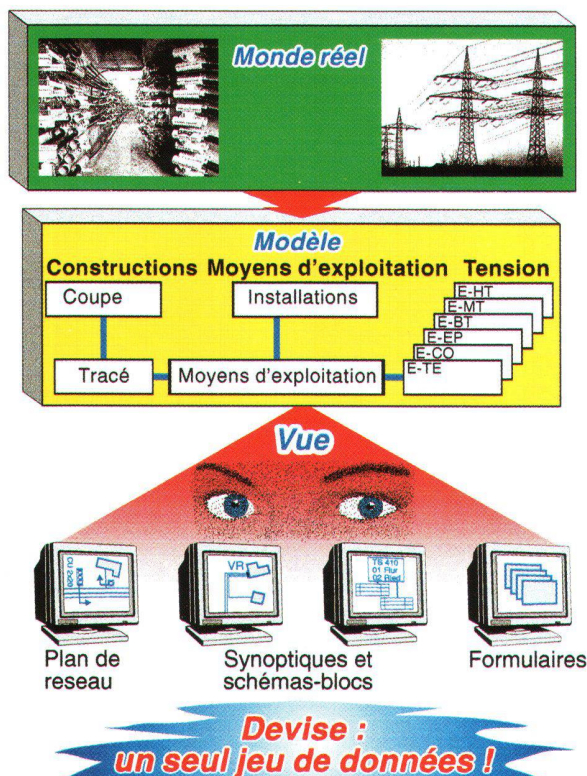 Monde réel
Modèle
Constructions Moyens d'exploitation Tension
Coupe
Installations
E-HT
E-MT
E-BT
E-EP
E-CO
E-TE
Tracé
Moyens d'exploitation
Vue
CU 2x20
VR
TS 410
01 Flur
02 Ried
Plan de
reseau
Synoptiques et
schémas-blocs
Formulaires
Devise :
un seul jeu de données !